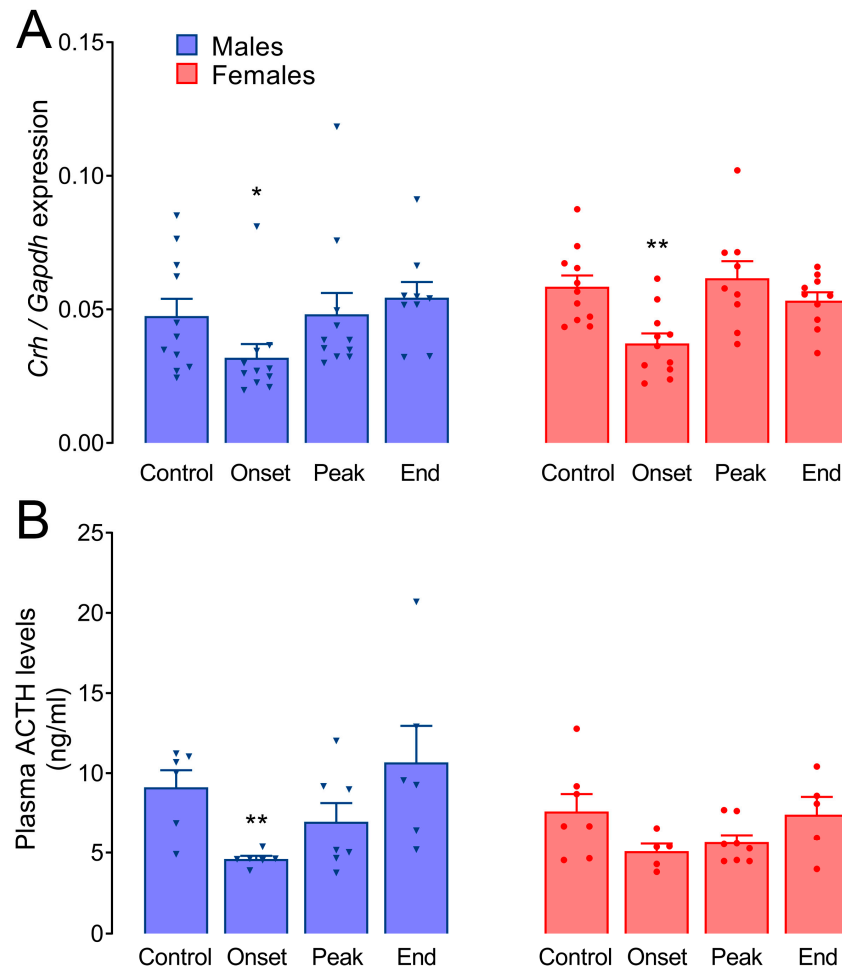 A
0.15
Males
Females
Crh / Gapdh expression
0.10
*
**
0.05
0.00
Control Onset Peak End Control Onset Peak End
B
25
20
Plasma ACTH levels
(ng/ml)
15
10
**
5
0
Control Onset Peak End Control Onset Peak End